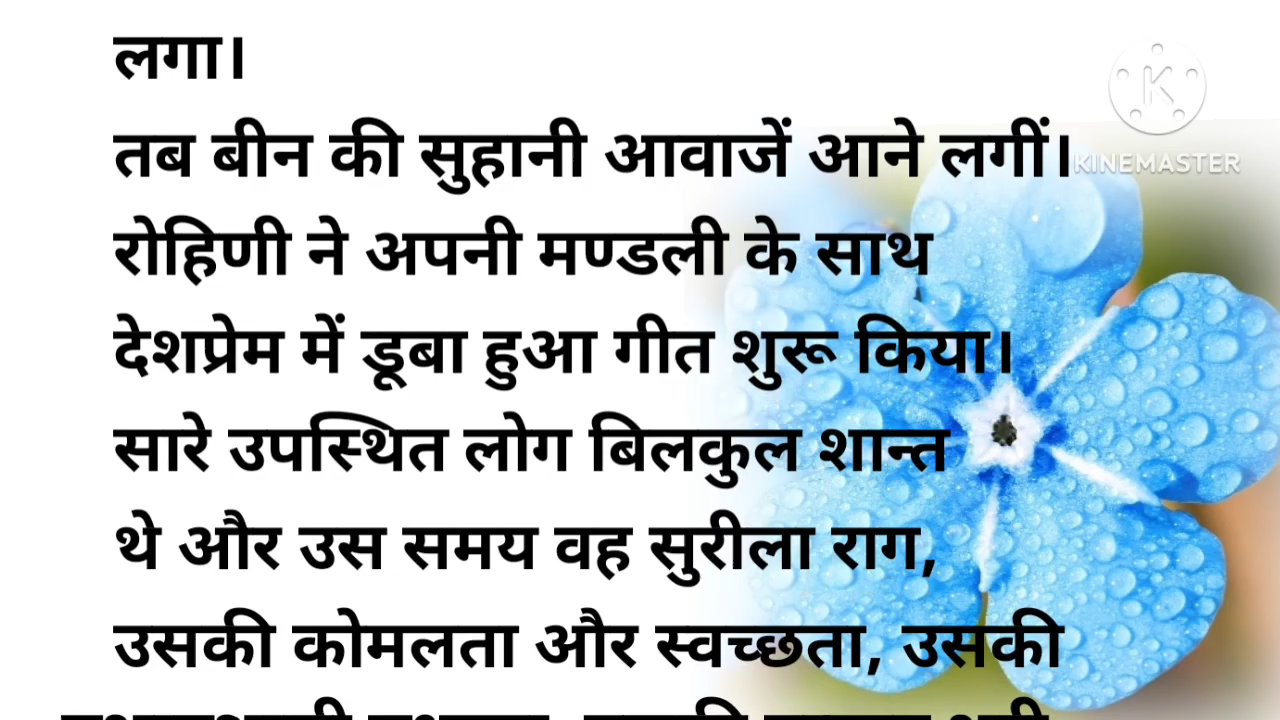 लगा।
तब बीन की सुहानी आवाजें आने लगीं।
KINEMASTER
रोहिणी ने अपनी मण्डली के साथ
देशप्रेम में डूबा हुआ गीत शुरू किया।
सारे उपस्थित लोग बिलकुल शान्त
थे और उस समय वह सुरीला राग,
उसकी कोमलता और स्वच्छता, उसकी